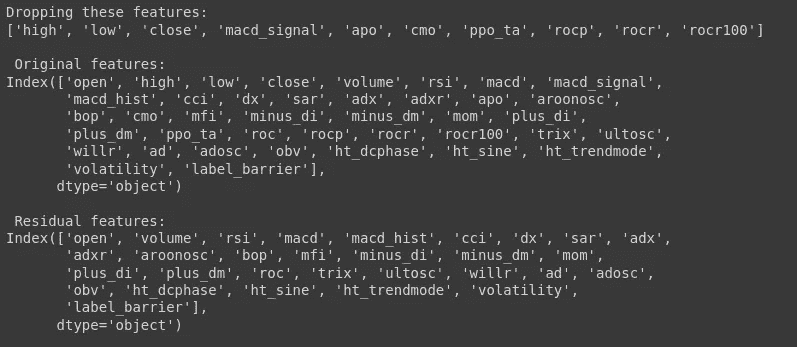 Dropping these features:
['high', 'low', 'close', 'macd_signal', 'apo', 'cmo', 'ppo_ta', 'rocp', 'rocr', 'rocr100']
Original features:
Index(['open', 'high', 'low', 'close', 'volume', 'rsi', 'macd', 'macd_signal',
'macd_hist', 'cci', 'dx', 'sar', 'adx', 'adxr', 'apo', 'aroonosc',
'bop', 'cmo', 'mfi', 'minus_di', 'minus_dm', 'mom', 'plus_di',
'plus_dm', 'ppo_ta', 'roc', 'rocp', 'rocr', 'rocr100', 'trix', 'ultosc',
'willr', 'ad', 'adosc', 'obv', 'ht_dcphase', 'ht_sine', 'ht_trendmode',
'volatility', 'label_barrier'],
dtype='object')
Residual features:
Index(['open', 'volume', 'rsi', 'macd', 'macd_hist', 'cci', 'dx', 'sar', 'adx',
'adxr', 'aroonosc', 'bop', 'mfi', 'minus_di', 'minus_dm', 'mom',
'plus_di', 'plus_dm', 'roc', 'trix', 'ultosc', 'willr', 'ad', 'adosc',
'obv', 'ht_dcphase', 'ht_sine', 'ht_trendmode', 'volatility',
'label_barrier'],
dtype='object')